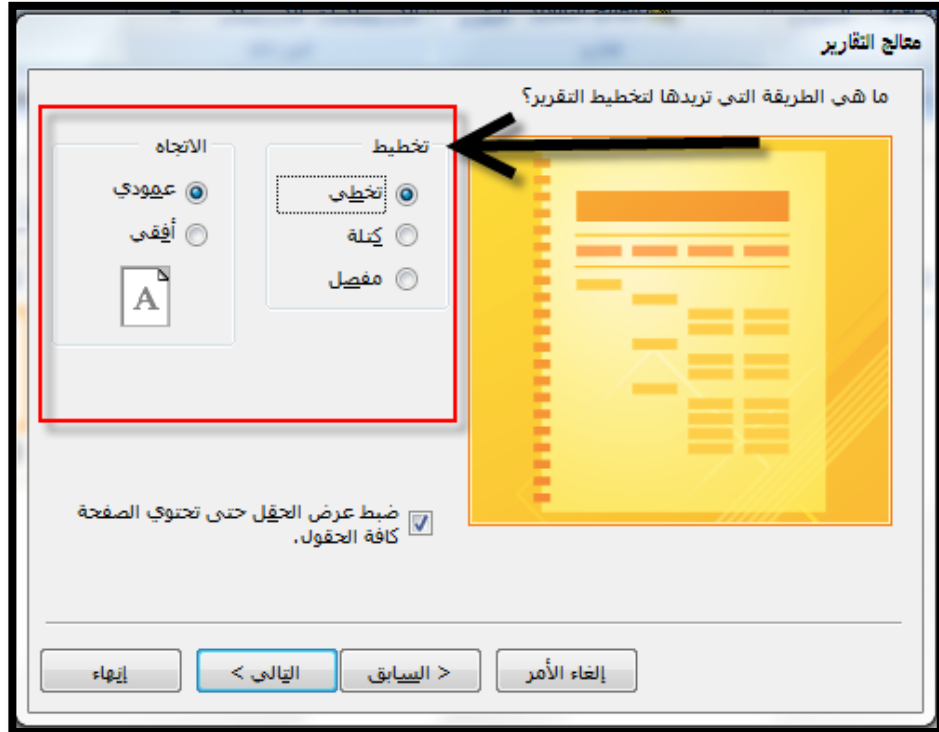 معالج التقارير
ما هي الطريقة التي تريدها لتخطيط التقرير؟
تخطيط
تخطي
كتلة
مفصل
الاتجاه
عمودي
أفقي
A
ضبط عرض الحقل حتى تحتوي الصفحة
كافة الحقول.
إلغاء الأمر
< السابق
التالي >
إنهاء